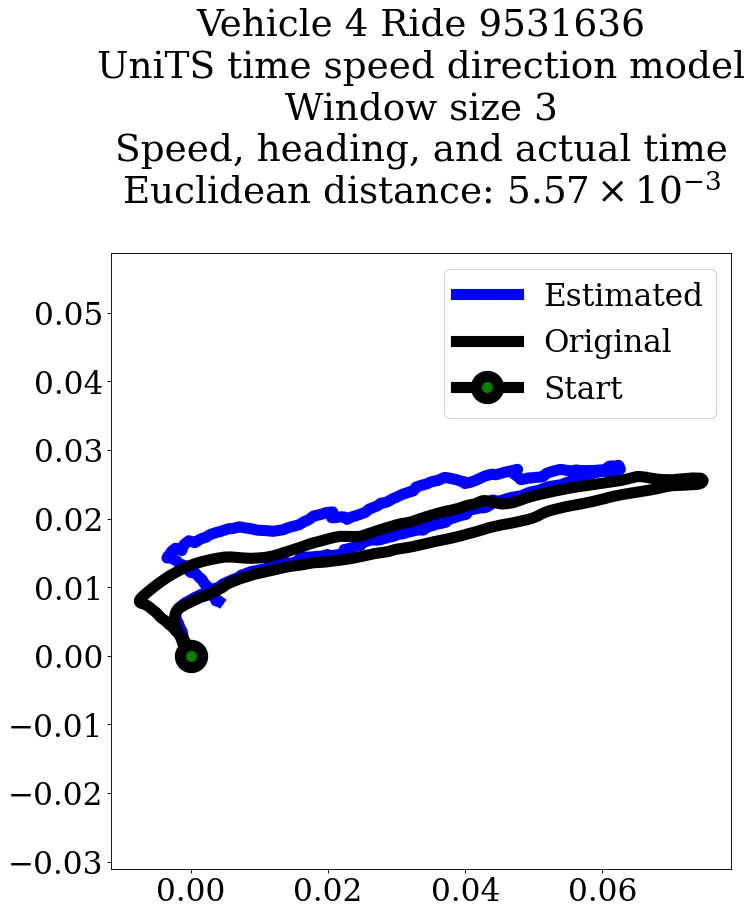 Vehicle 4 Ride 9531636
UniTS time speed direction model
Window size 3
Speed, heading, and actual time
Euclidean distance: 5.57 × 10⁻³
Estimated
Original
Start
0.05
0.04
0.03
0.02
0.01
0.00
−0.01
−0.02
−0.03
0.00 0.02 0.04 0.06